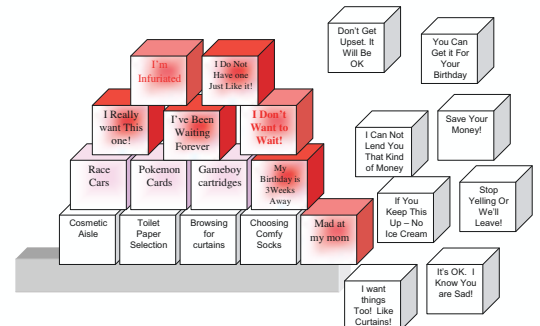 I'm
Infuriated
I Do Not
Have one
Just Like it!
I Really
want This
one!
I've Been
Waiting
Forever
I Don't
Want to
Wait!
Race
Cars
Pokemon
Cards
Gameboy
cartridges
My
Birthday is
3Weeks
Away
Cosmetic
Aisle
Toilet
Paper
Selection
Browsing
for
curtains
Choosing
Comfy
Socks
Mad at
my mom
Don't Get
Upset. It
Will Be
OK
You Can
Get it For
Your
Birthday
I Can Not
Lend You
That Kind
of Money
Save Your
Money!
If You
Keep This
Up – No
Ice Cream
Stop
Yelling Or
We'll
Leave!
I want
things
Too! Like
Curtains!
It's OK. I
Know You
are Sad!